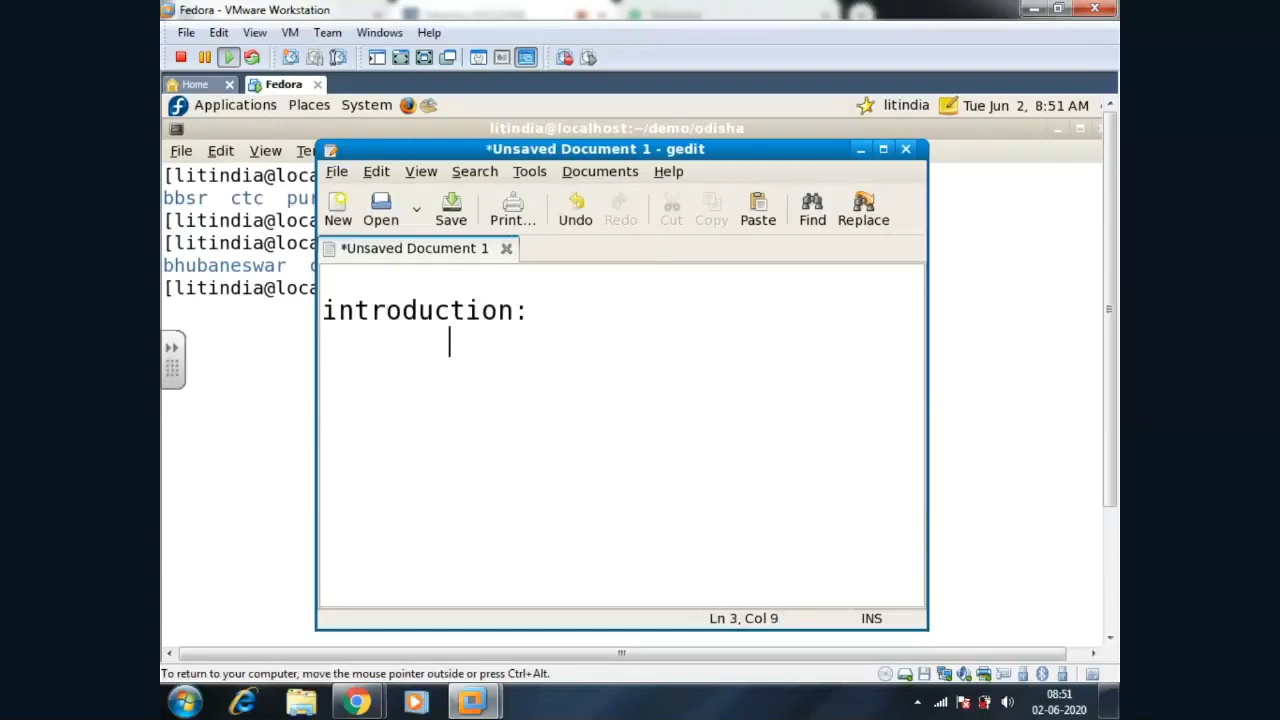 Fedora - VMware Workstation
File Edit View VM Team Windows Help
Home Fedora
Applications Places System litindia Tue Jun 2, 8:51 AM
litindia@localhost:~/demo/odisha
*Unsaved Document 1 - gedit
File Edit View
[litindia@loca
bbsr ctc
[litindia@loca
[litindia@loca
bhubaneswar
[litindia@loca
File Edit View Search Tools Documents Help
New Open Save Print... Undo Redo Cut Copy Paste Find Replace
*Unsaved Document 1
introduction:
Ln 3, Col 9 INS
To return to your computer, move the mouse pointer outside or press Ctrl+Alt.
08:51
02-06-2020